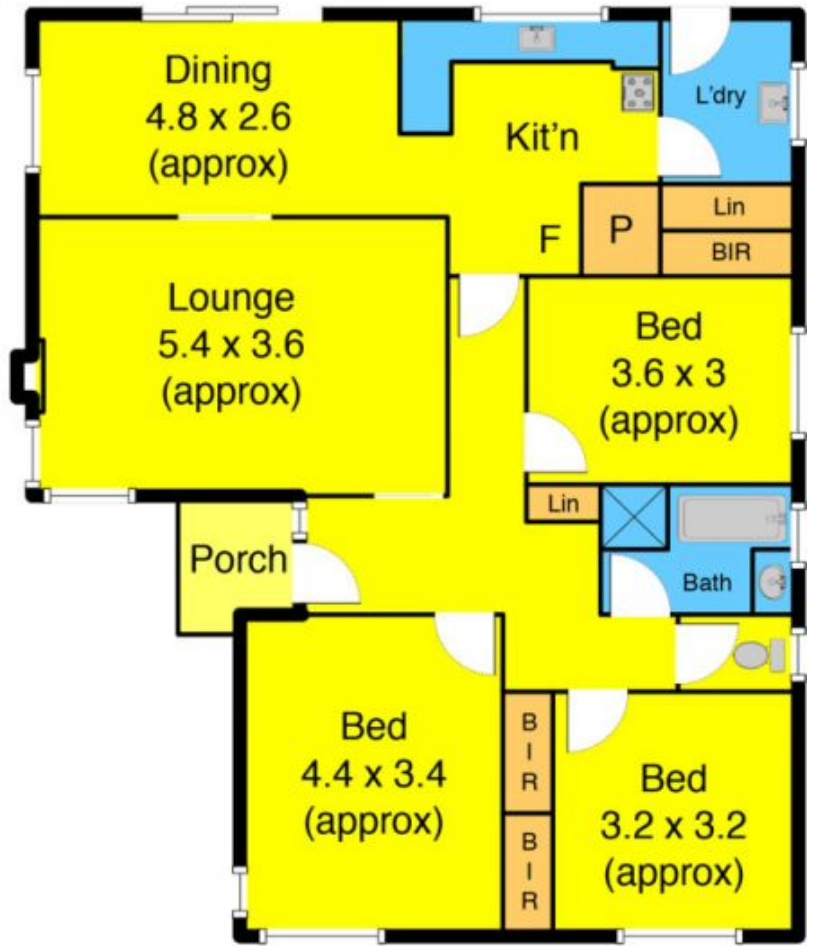 Dining
4.8 x 2.6
(approx)
Kit'n
L'dry
F
P
Lin
BIR
Lounge
5.4 x 3.6
(approx)
Bed
3.6 x 3
(approx)
Lin
Porch
Bath
Bed
4.4 x 3.4
(approx)
B
I
R
B
I
R
Bed
3.2 x 3.2
(approx)